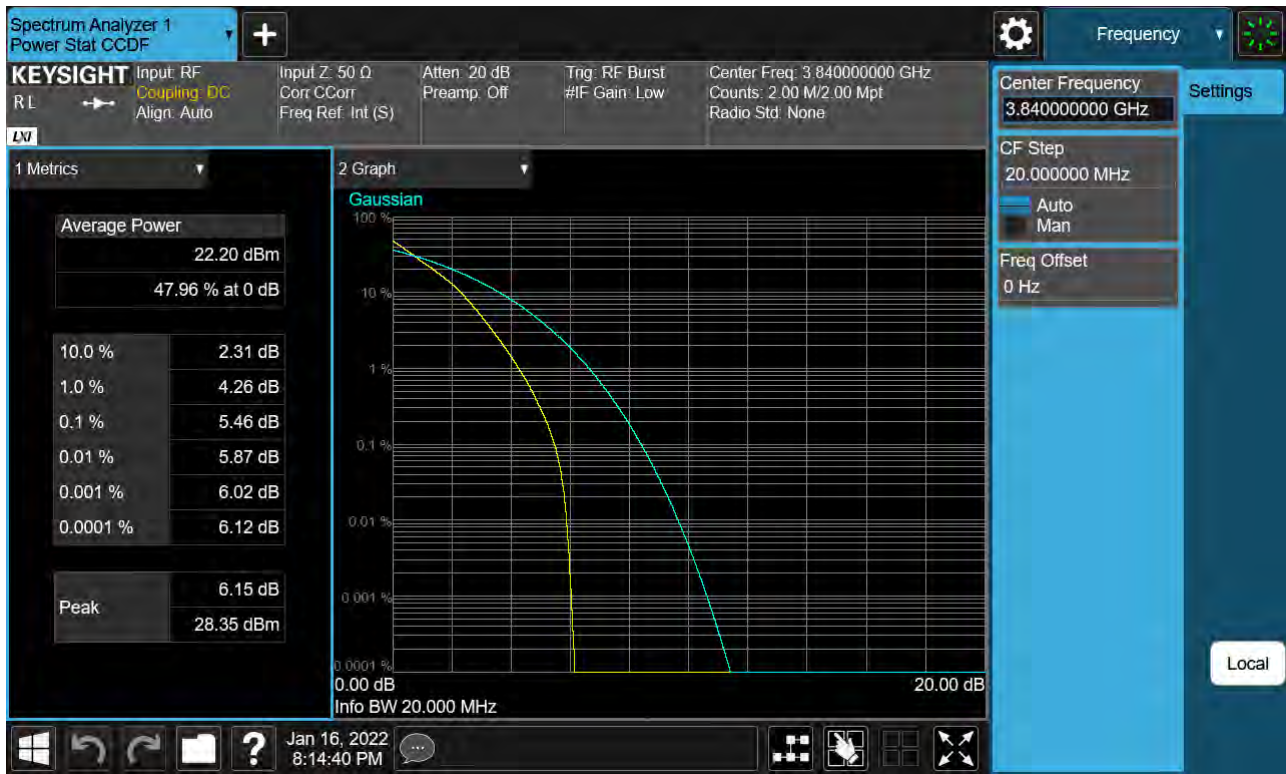 Spectrum Analyzer 1
Power Stat CCDF
Frequency
KEYSIGHT
RL
LXI
Input: RF
Coupling: DC
Align: Auto
Input Z: 50 Ω
Corr CCorr
Freq Ref: Int (S)
Atten: 20 dB
Preamp: Off
Trig: RF Burst
#IF Gain: Low
Center Freq: 3.840000000 GHz
Counts: 2.00 M/2.00 Mpt
Radio Std: None
Center Frequency
3.840000000 GHz
Settings
CF Step
20.000000 MHz
Auto
Man
Freq Offset
0 Hz
Local
1 Metrics
Average Power
22.20 dBm
47.96 % at 0 dB
10.0 % 2.31 dB
1.0 % 4.26 dB
0.1 % 5.46 dB
0.01 % 5.87 dB
0.001 % 6.02 dB
0.0001 % 6.12 dB
Peak
6.15 dB
28.35 dBm
2 Graph
Gaussian
100 %
10 %
1 %
0.1 %
0.01 %
0.001 %
0.0001 %
0.00 dB 20.00 dB
Info BW 20.000 MHz
?
Jan 16, 2022
8:14:40 PM